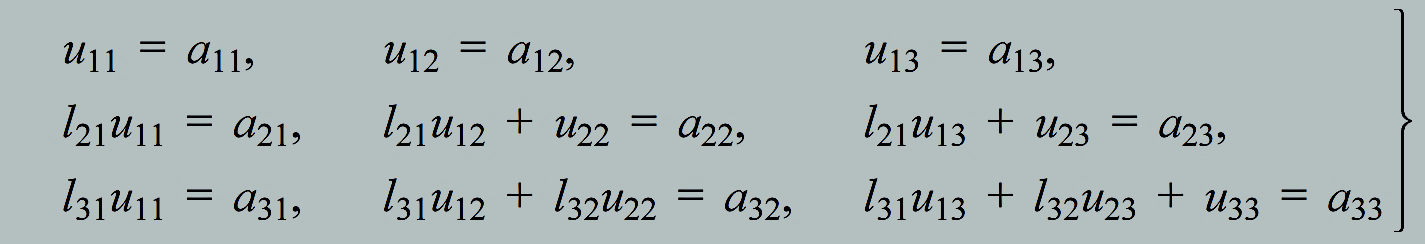 u₁₁ = a₁₁, u₁₂ = a₁₂, u₁₃ = a₁₃,
l₂₁u₁₁ = a₂₁, l₂₁u₁₂ + u₂₂ = a₂₂, l₂₁u₁₃ + u₂₃ = a₂₃,
l₃₁u₁₁ = a₃₁, l₃₁u₁₂ + l₃₂u₂₂ = a₃₂, l₃₁u₁₃ + l₃₂u₂₃ + u₃₃ = a₃₃